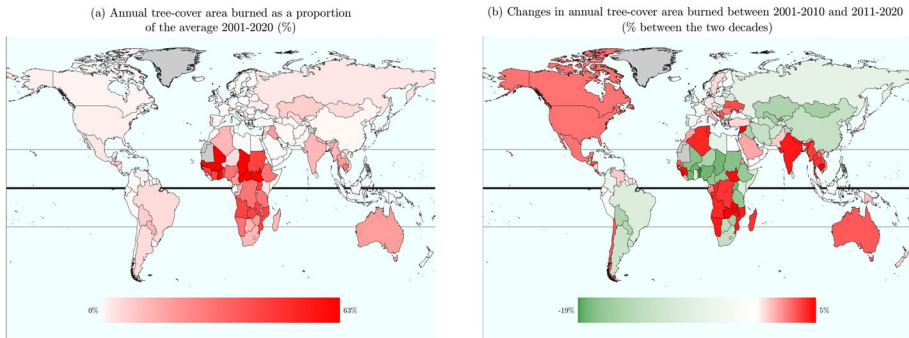 (a) Annual tree-cover area burned as a proportion
of the average 2001-2020 (%)
0%
63%
(b) Changes in annual tree-cover area burned between 2001-2010 and 2011-2020
(% between the two decades)
-19%
5%